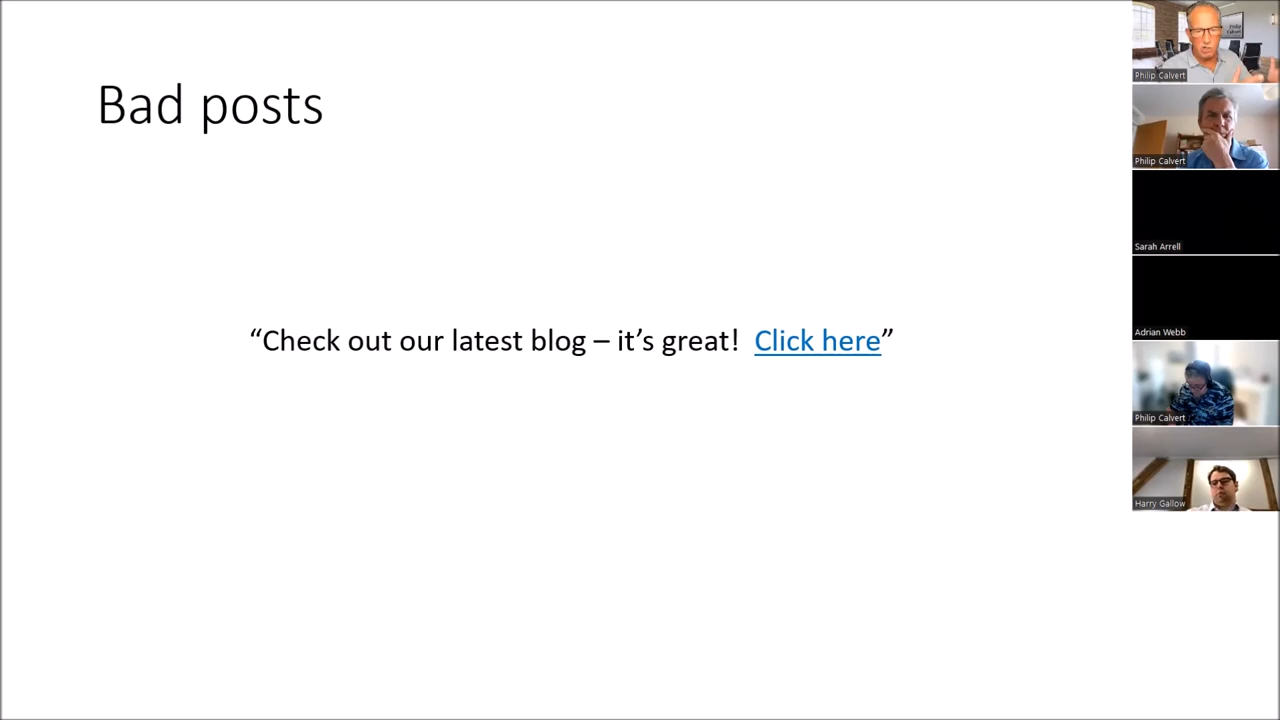 Bad posts
“Check out our latest blog – it’s great!  Click here”
Philip Calvert
Philip Calvert
Sarah Arrell
Adrian Webb
Philip Calvert
Harry Gallow